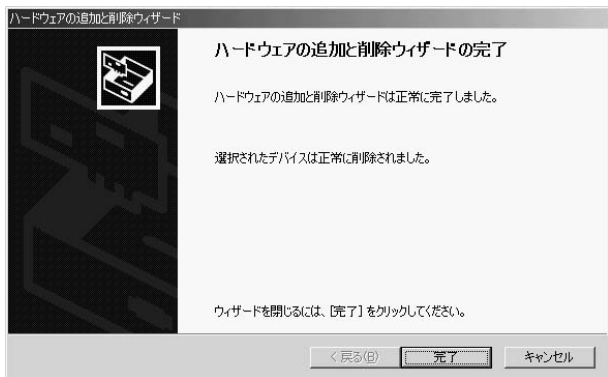 ハードウェアの追加と削除ウィザード
ハードウェアの追加と削除ウィザードの完了
ハードウェアの追加と削除ウィザードは正常に完了しました。
選択されたデバイスは正常に削除されました。
ウィザードを閉じるには、[完了] をクリックしてください。
< 戻る(B)
完了
キャンセル